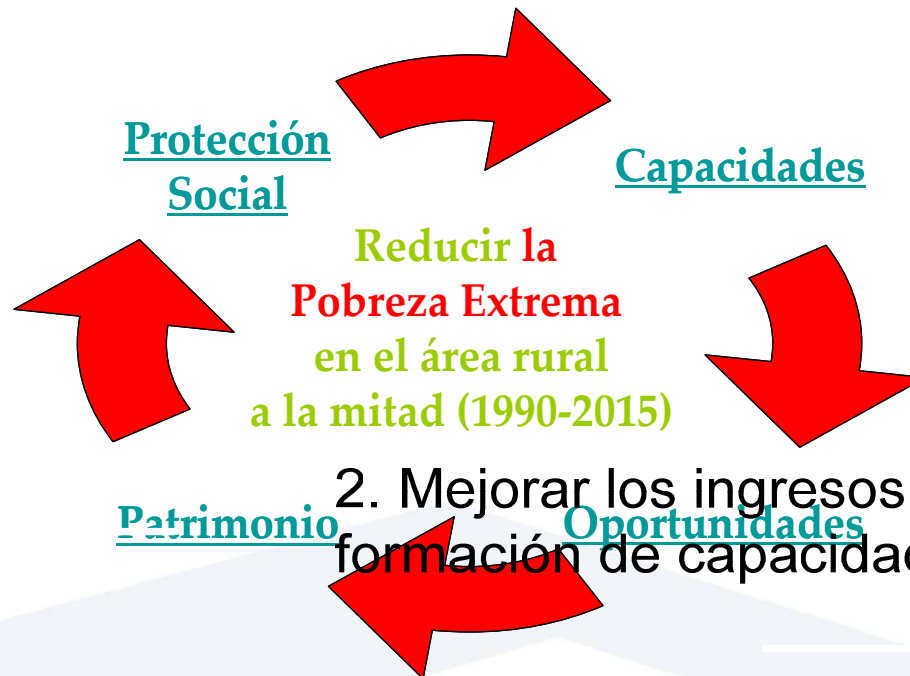 Protección
Social
Capacidades
Reducir la
Pobreza Extrema
en el área rural
a la mitad (1990-2015)
2. Mejorar los ingresos
formación de capacidad
Patrimonio
Oportunidades